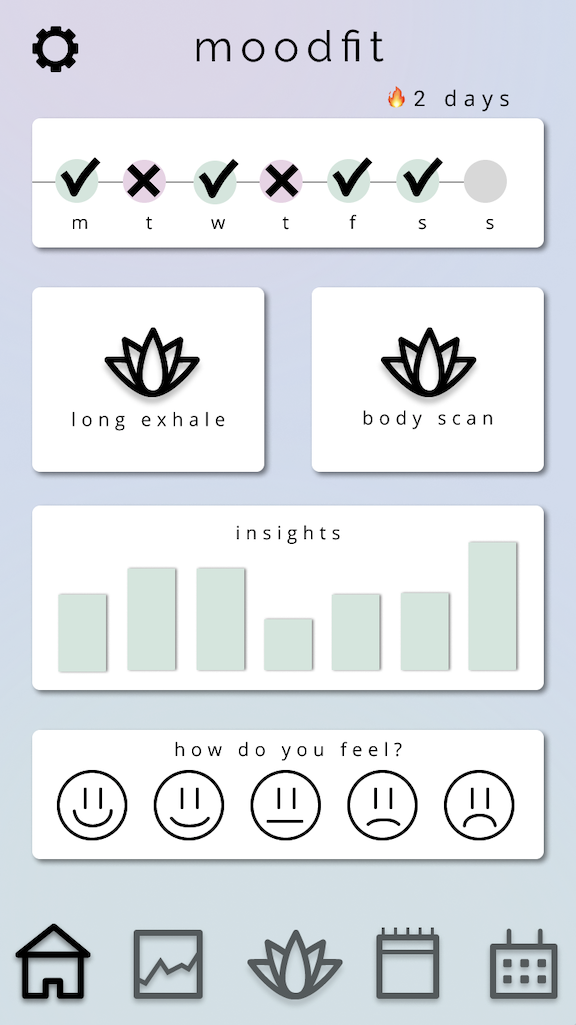 moodfit
🔥2 days
m t w t f s s
long exhale body scan
insights
how do you feel?